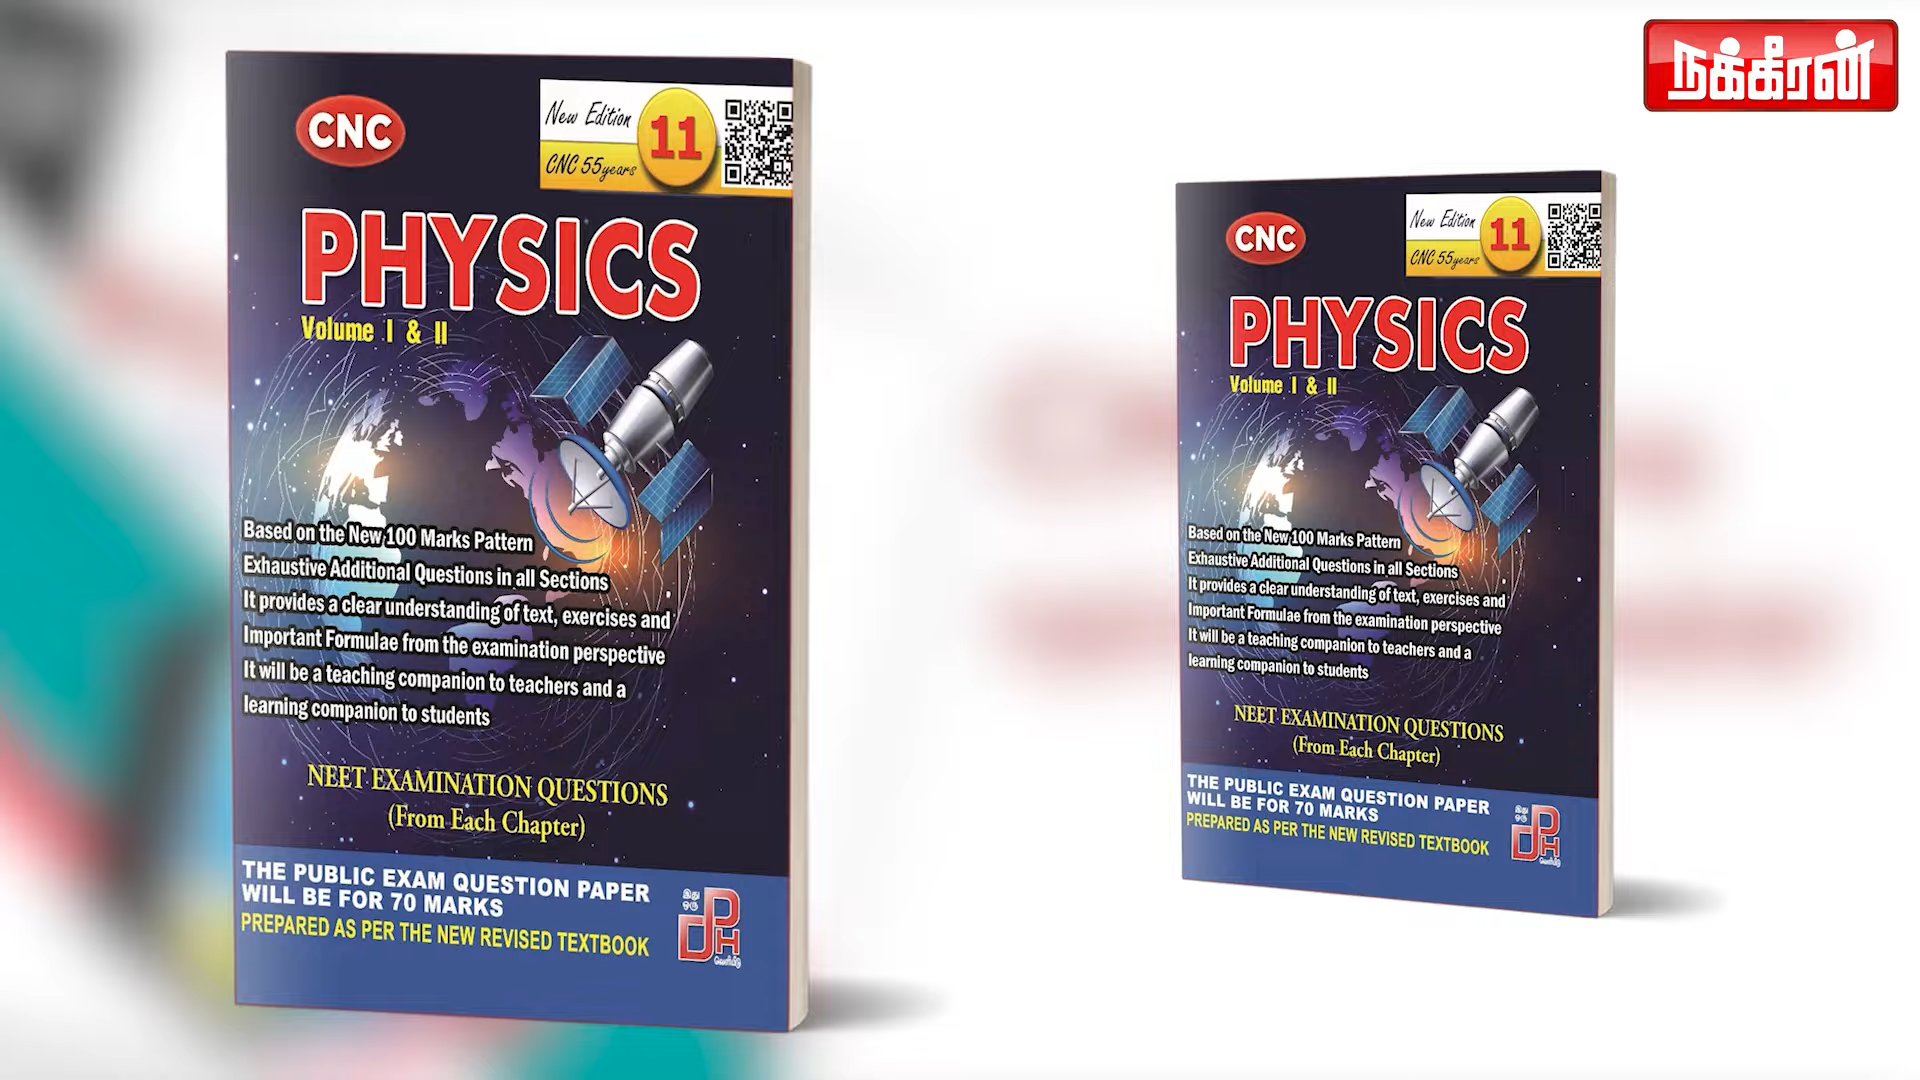 நக்கீரன்
CNC
New Edition
CNC 55years
11
PHYSICS
Volume I & II
Based on the New 100 Marks Pattern
Exhaustive Additional Questions in all Sections
It provides a clear understanding of text, exercises and
Important Formulae from the examination perspective
It will be a teaching companion to teachers and a
learning companion to students
NEET EXAMINATION QUESTIONS
(From Each Chapter)
THE PUBLIC EXAM QUESTION PAPER
WILL BE FOR 70 MARKS
PREPARED AS PER THE NEW REVISED TEXTBOOK
இது
ஒரு
DPH
வெளியீடு
CNC
New Edition
CNC 55years
11
PHYSICS
Volume I & II
Based on the New 100 Marks Pattern
Exhaustive Additional Questions in all Sections
It provides a clear understanding of text, exercises and
Important Formulae from the examination perspective
It will be a teaching companion to teachers and a
learning companion to students
NEET EXAMINATION QUESTIONS
(From Each Chapter)
THE PUBLIC EXAM QUESTION PAPER
WILL BE FOR 70 MARKS
PREPARED AS PER THE NEW REVISED TEXTBOOK
இது
ஒரு
DPH
வெளியீடு